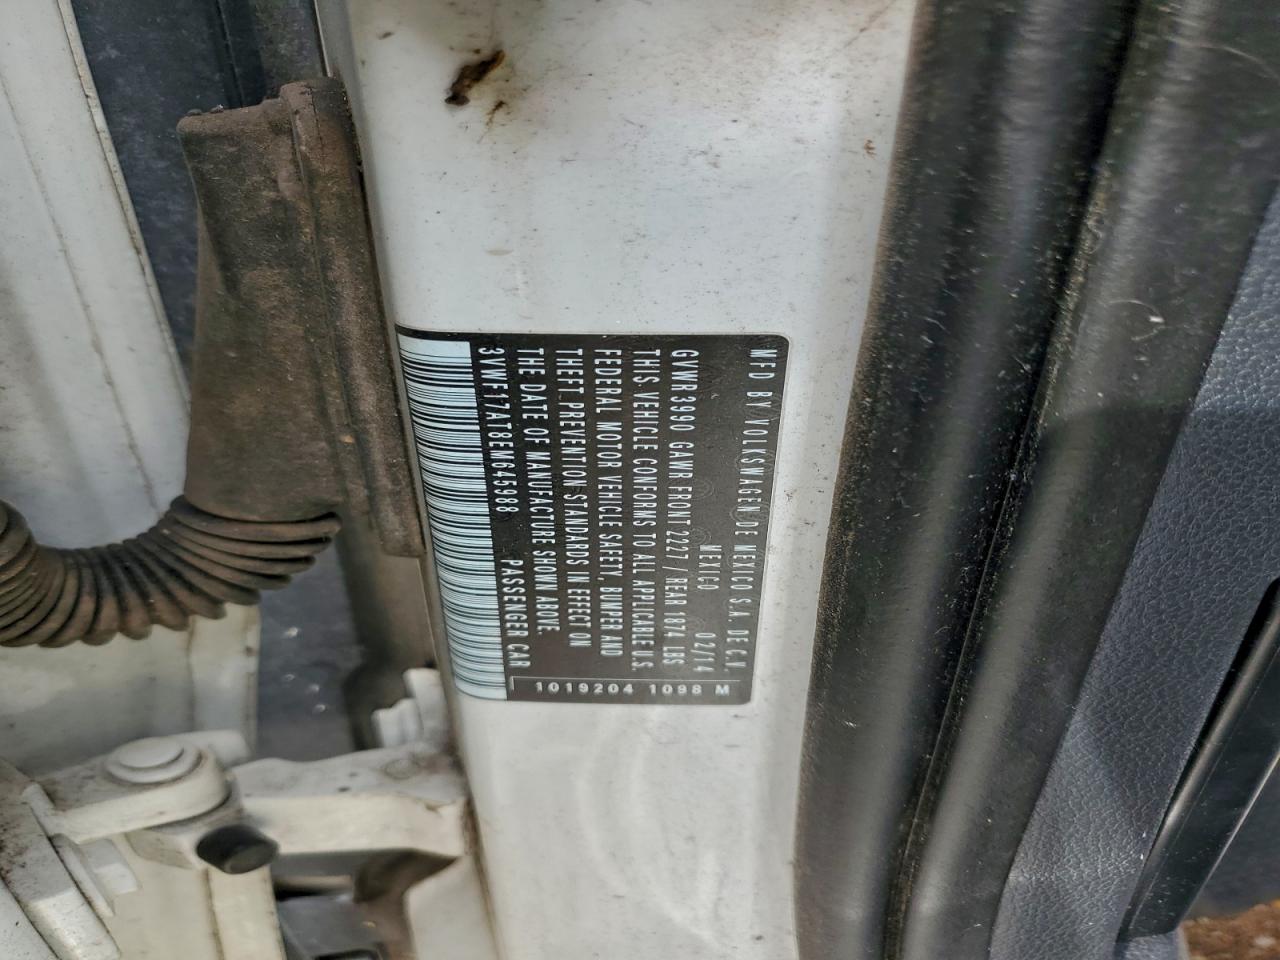 MFD BY VOLKSWAGEN DE MEXICO S.A. DE C.V.
MEXICO 02/14
GVWR3990 GAWR FRONT 2227 // REAR 1874 LBS
THIS VEHICLE CONFORMS TO ALL APPLICABLE U.S.
FEDERAL MOTOR VEHICLE SAFETY, BUMPER AND
THEFT PREVENTION STANDARDS IN EFFECT ON
THE DATE OF MANUFACTURE SHOWN ABOVE.
3VWF17AT8EM645988 PASSENGER CAR
1019204 1098 M